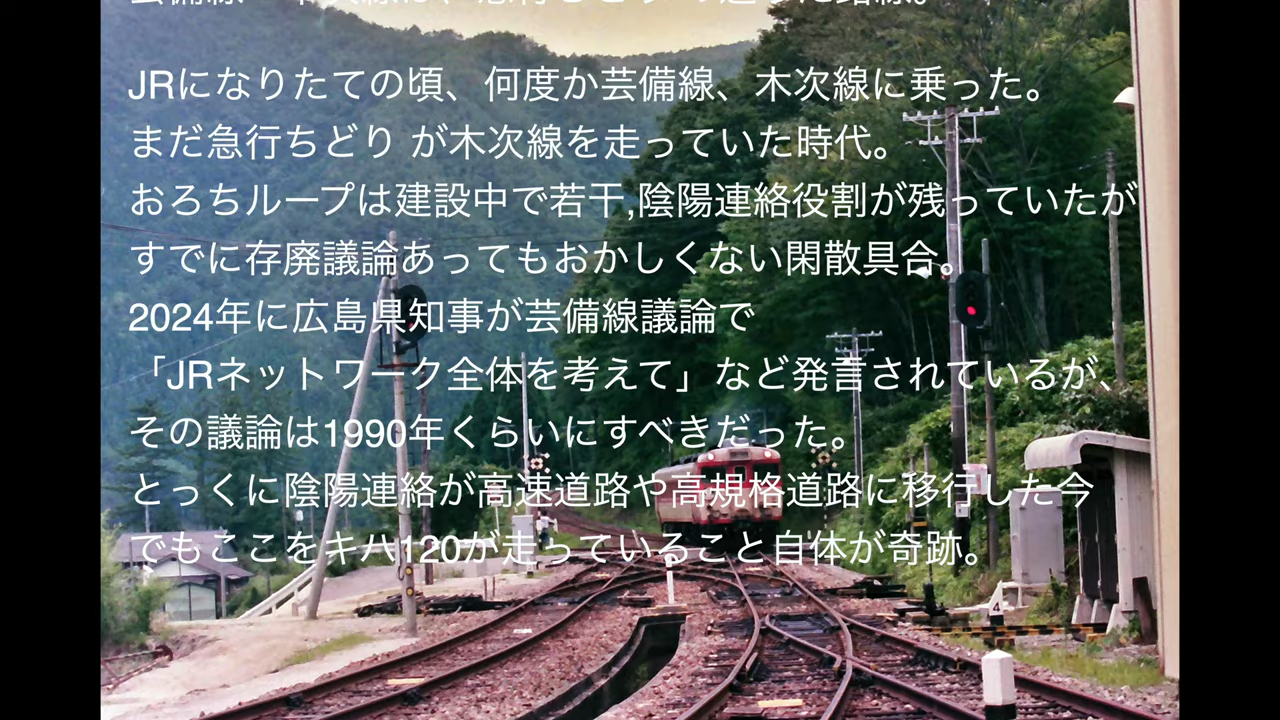 JRになりたての頃、何度か芸備線、木次線に乗った。
まだ急行ちどり が木次線を走っていた時代。
おろちループは建設中で若干,陰陽連絡役割が残っていたが
すでに存廃議論あってもおかしくない閑散具合。
2024年に広島県知事が芸備線議論で
「JRネットワーク全体を考えて」など発言されているが、
その議論は1990年くらいにすべきだった。
とっくに陰陽連絡が高速道路や高規格道路に移行した今
でもここをキハ120が走っていること自体が奇跡。
4